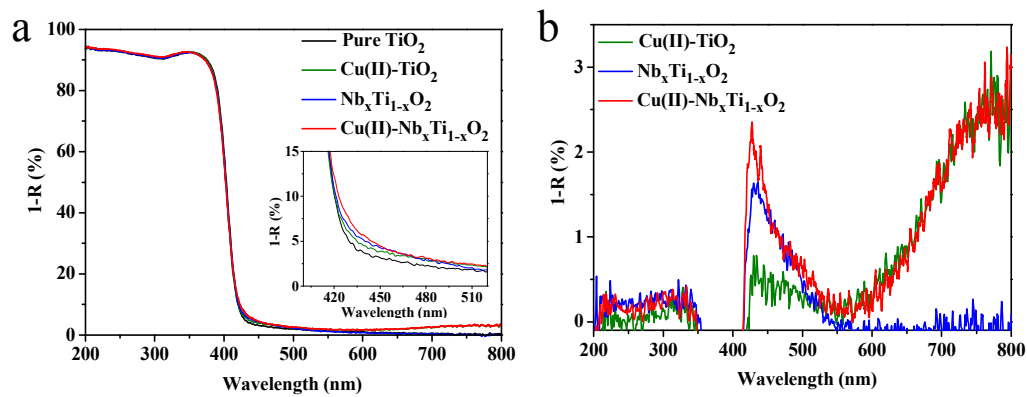 a
100
80
60
40
20
0
1-R (%)
200 300 400 500 600 700 800
Wavelength (nm)
Pure TiO2
Cu(II)-TiO2
NbxTi1-xO2
Cu(II)-NbxTi1-xO2
15
10
5
0
1-R (%)
420 450 480 510
Wavelength (nm)
b
3
2
1
0
1-R (%)
200 300 400 500 600 700 800
Wavelength (nm)
Cu(II)-TiO2
NbxTi1-xO2
Cu(II)-NbxTi1-xO2